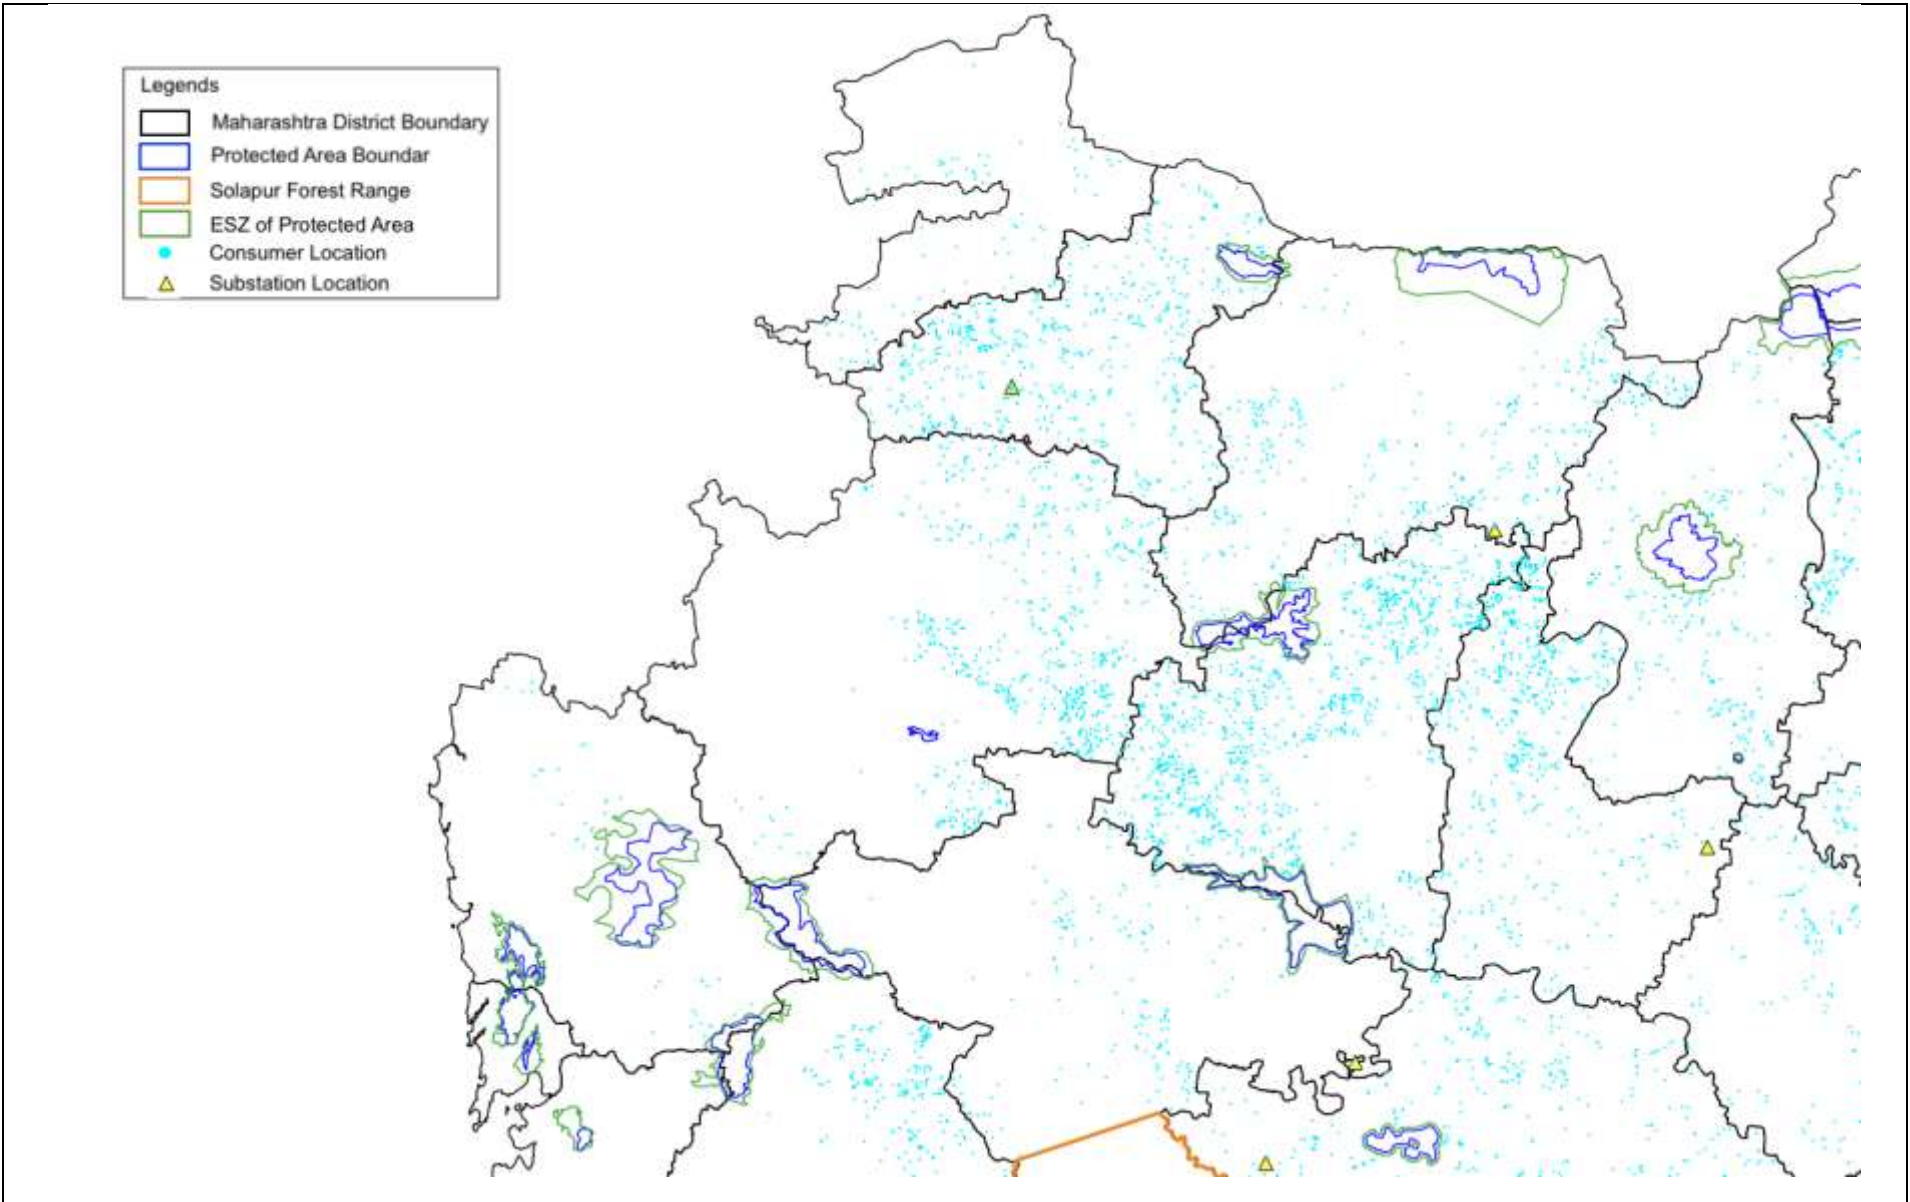 Legends
Maharashtra District Boundary
Protected Area Boundar
Solapur Forest Range
ESZ of Protected Area
Consumer Location
Substation Location